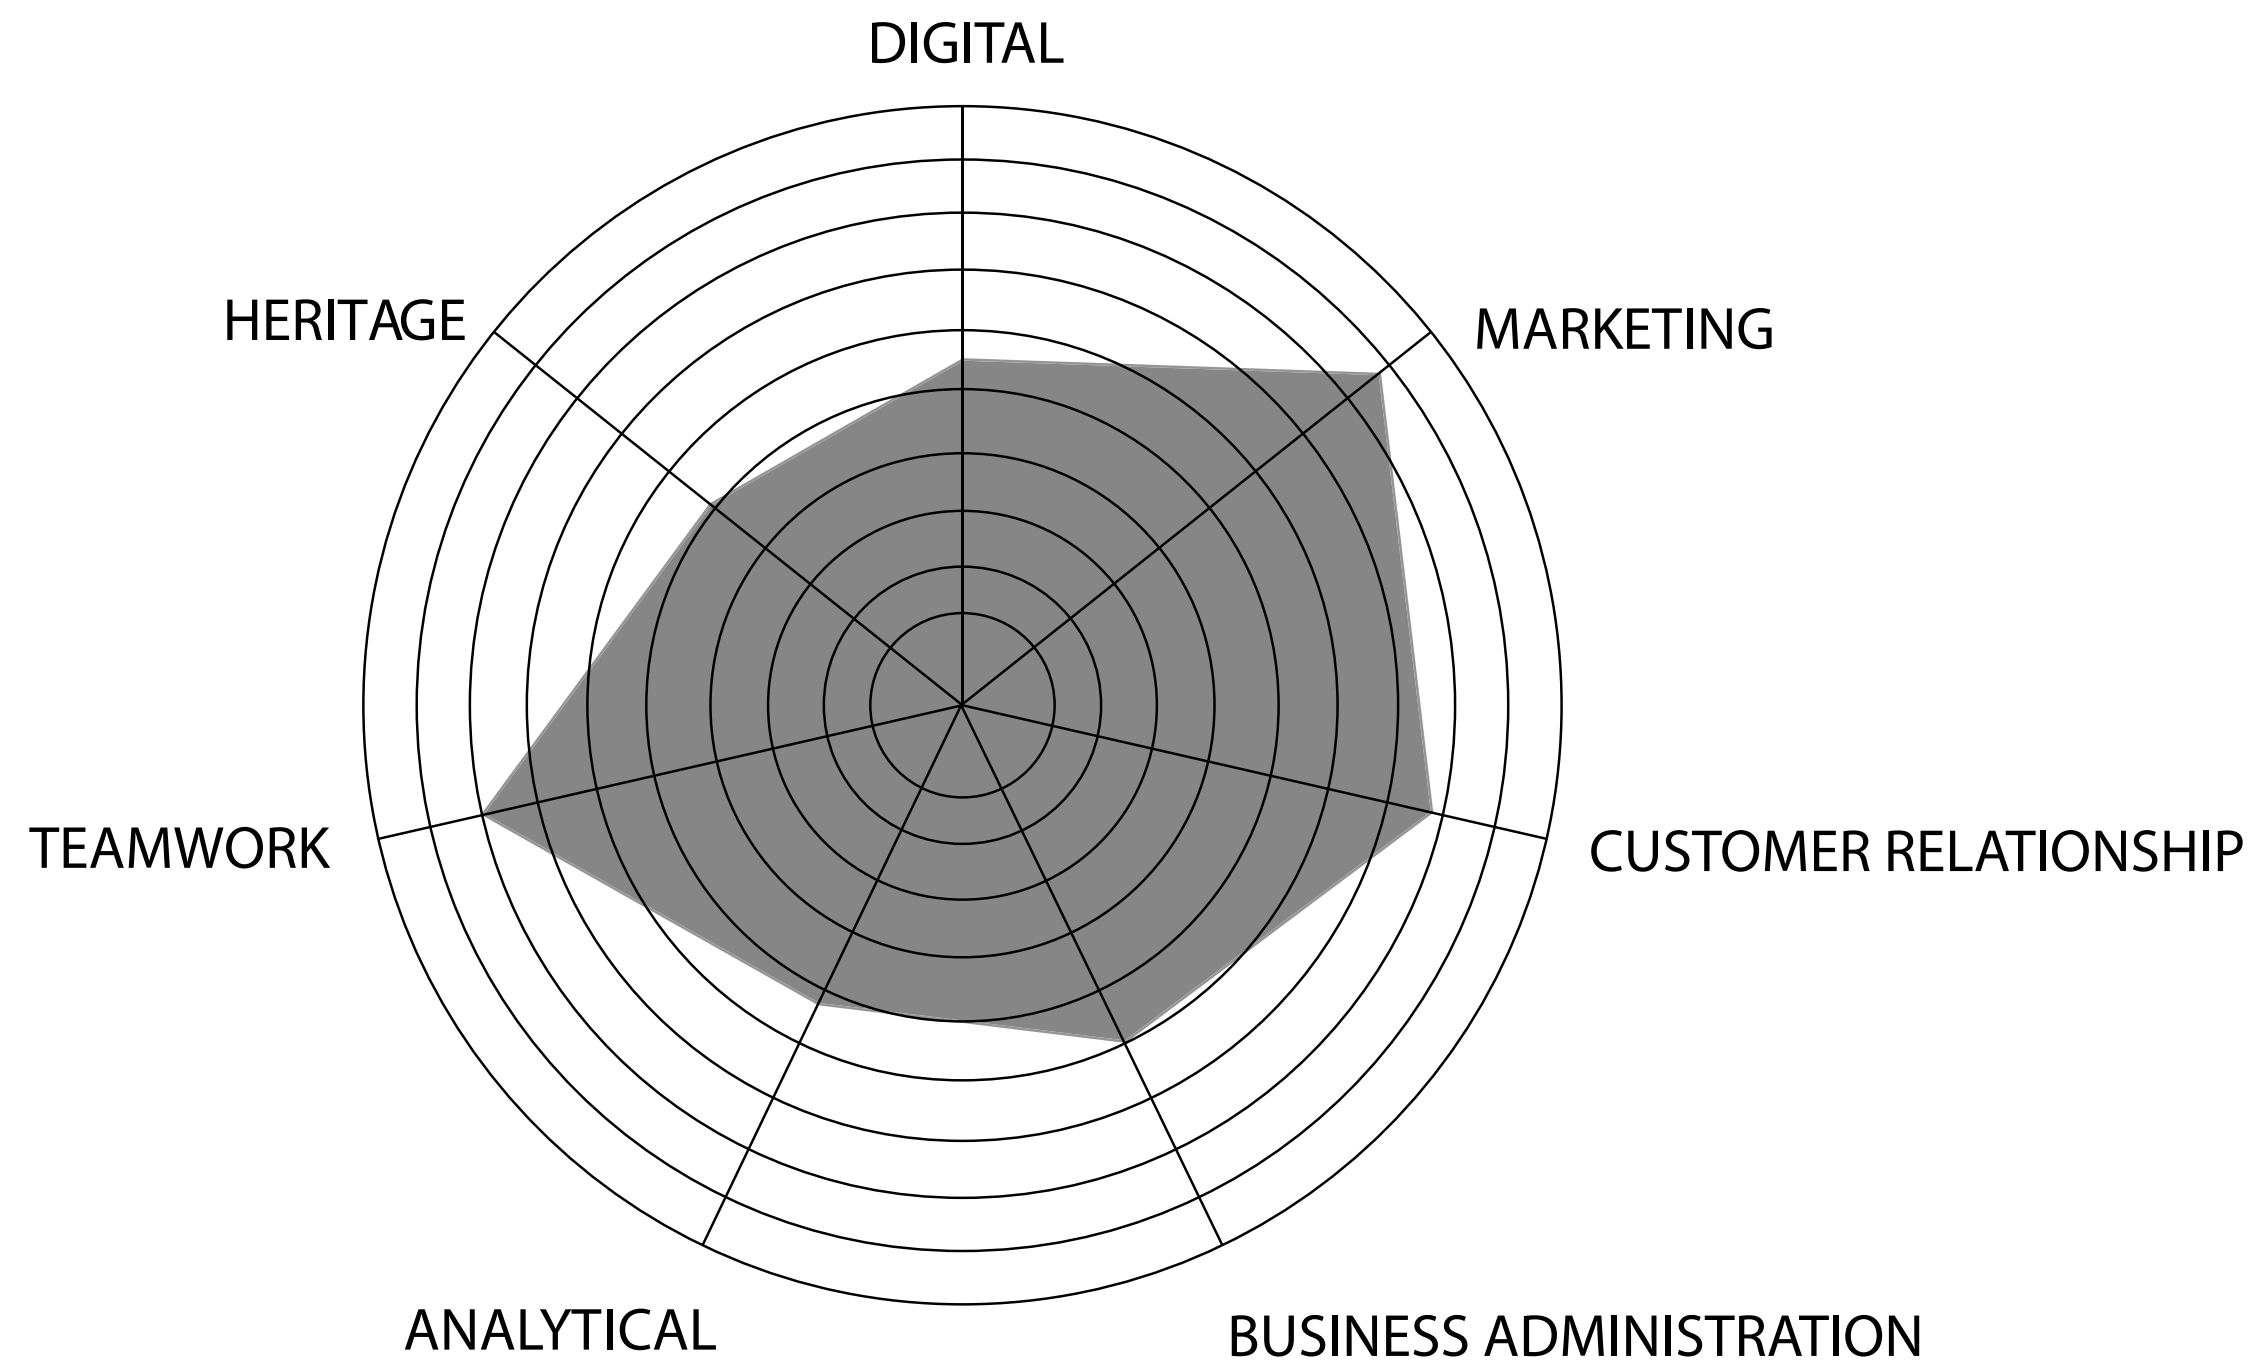 DIGITAL
HERITAGE
MARKETING
TEAMWORK
CUSTOMER RELATIONSHIP
ANALYTICAL
BUSINESS ADMINISTRATION